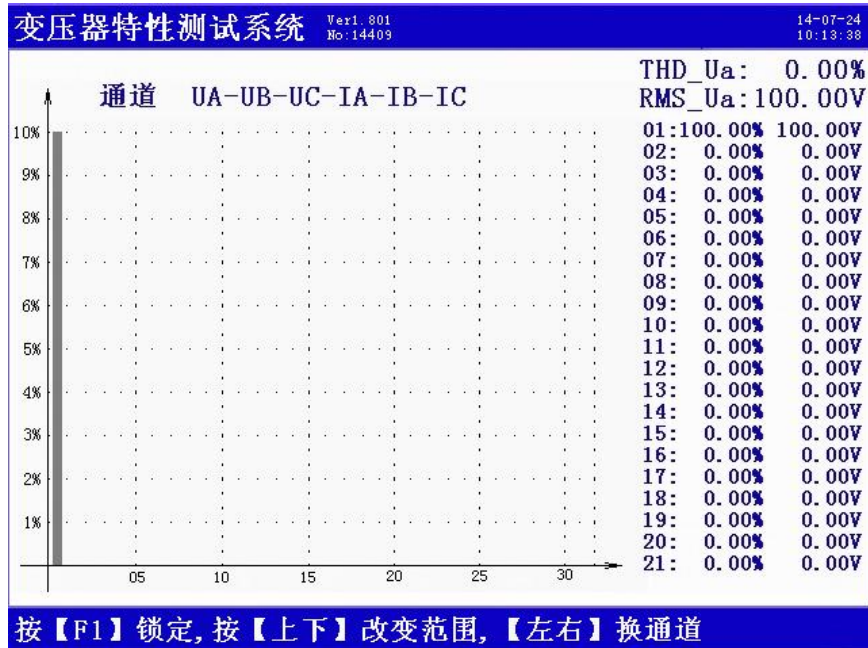 变压器特性测试系统
Ver1.801
No:14409
14-07-24
10:13:38
通道 UA-UB-UC-IA-IB-IC
THD_Ua: 0.00%
RMS_Ua:100.00V
10%
9%
8%
7%
6%
5%
4%
3%
2%
1%
05 10 15 20 25 30
01:100.00% 100.00V
02: 0.00% 0.00V
03: 0.00% 0.00V
04: 0.00% 0.00V
05: 0.00% 0.00V
06: 0.00% 0.00V
07: 0.00% 0.00V
08: 0.00% 0.00V
09: 0.00% 0.00V
10: 0.00% 0.00V
11: 0.00% 0.00V
12: 0.00% 0.00V
13: 0.00% 0.00V
14: 0.00% 0.00V
15: 0.00% 0.00V
16: 0.00% 0.00V
17: 0.00% 0.00V
18: 0.00% 0.00V
19: 0.00% 0.00V
20: 0.00% 0.00V
21: 0.00% 0.00V
按【F1】锁定,按【上下】改变范围,【左右】换通道